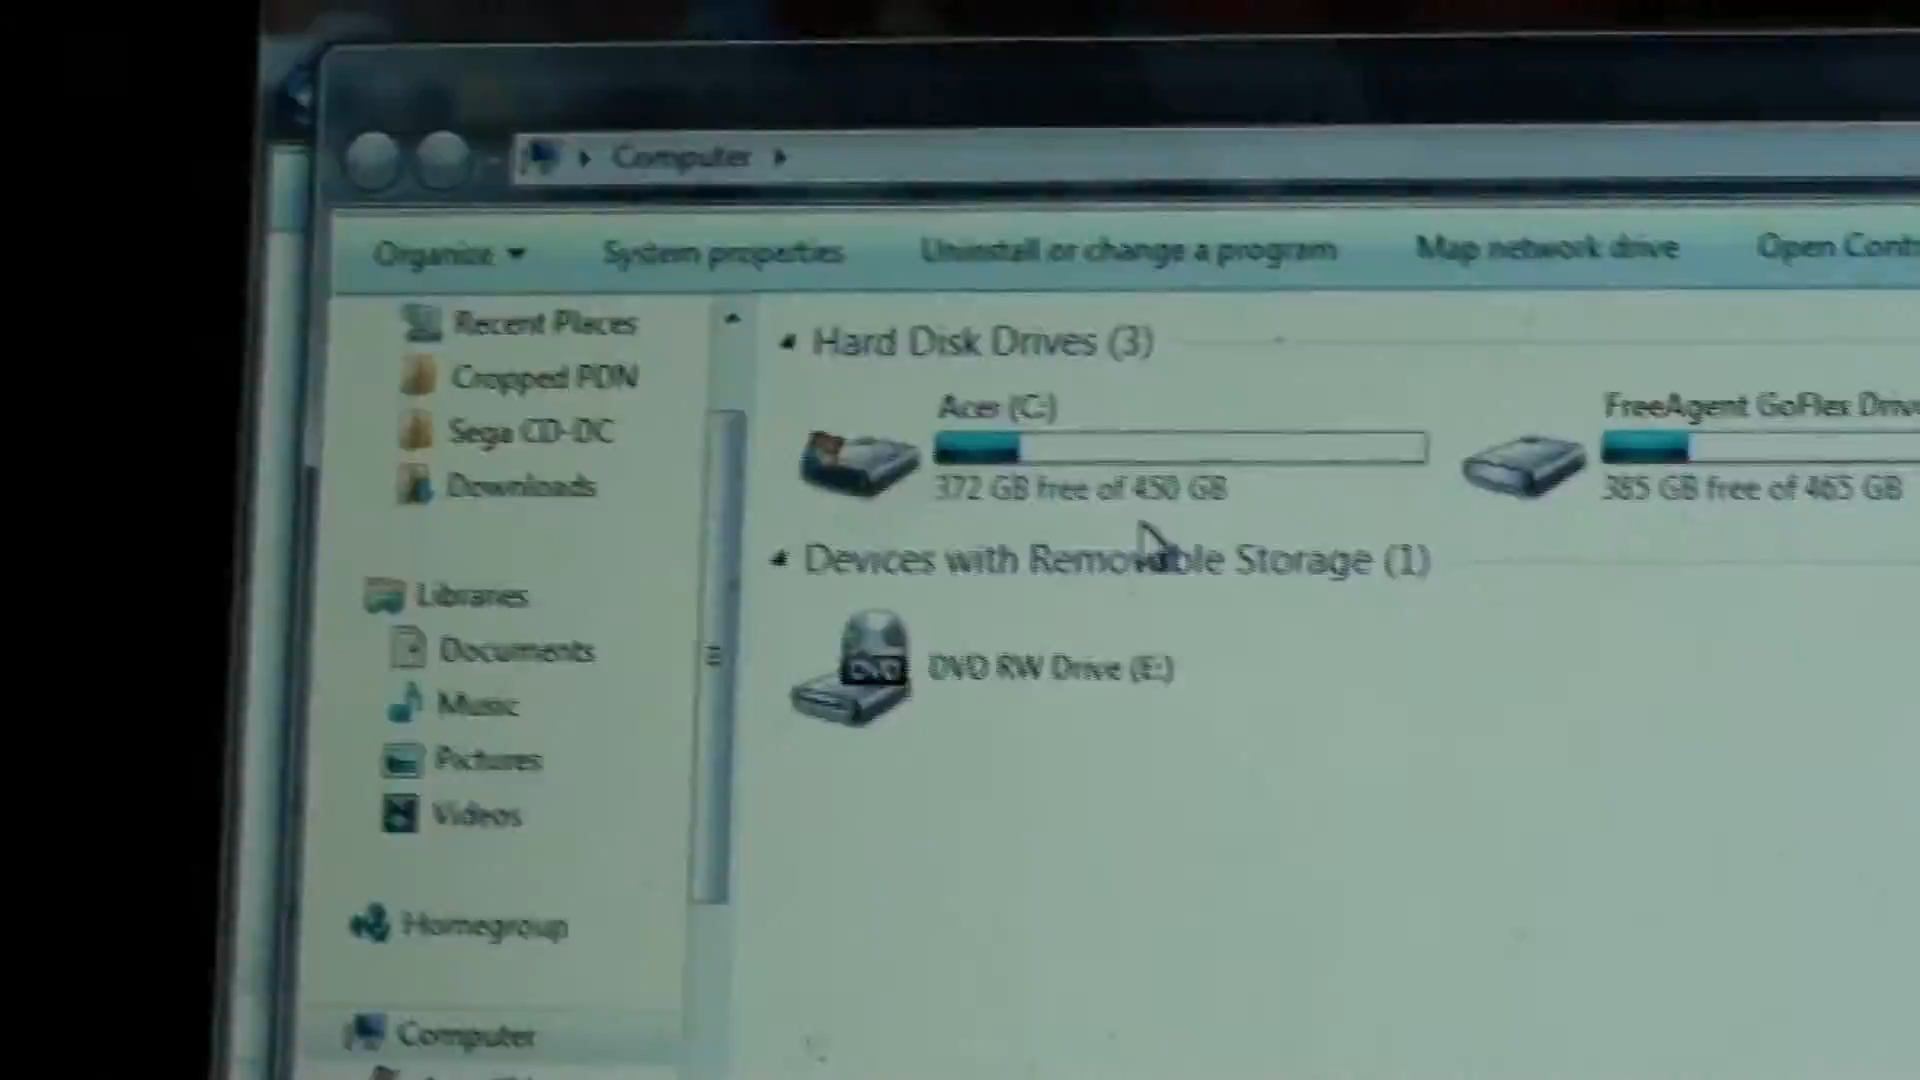 Computer
Organize
System properties
Uninstall or change a program
Map network drive
Open Contr
Recent Places
Cropped PDN
Sega CD-DC
Downloads
Libraries
Documents
Music
Pictures
Videos
Homegroup
Computer
Hard Disk Drives (3)
Acer (C:)
372 GB free of 450 GB
FreeAgent GoFlex Drive
385 GB free of 465 GB
Devices with Removable Storage (1)
DVD
DVD RW Drive (E:)